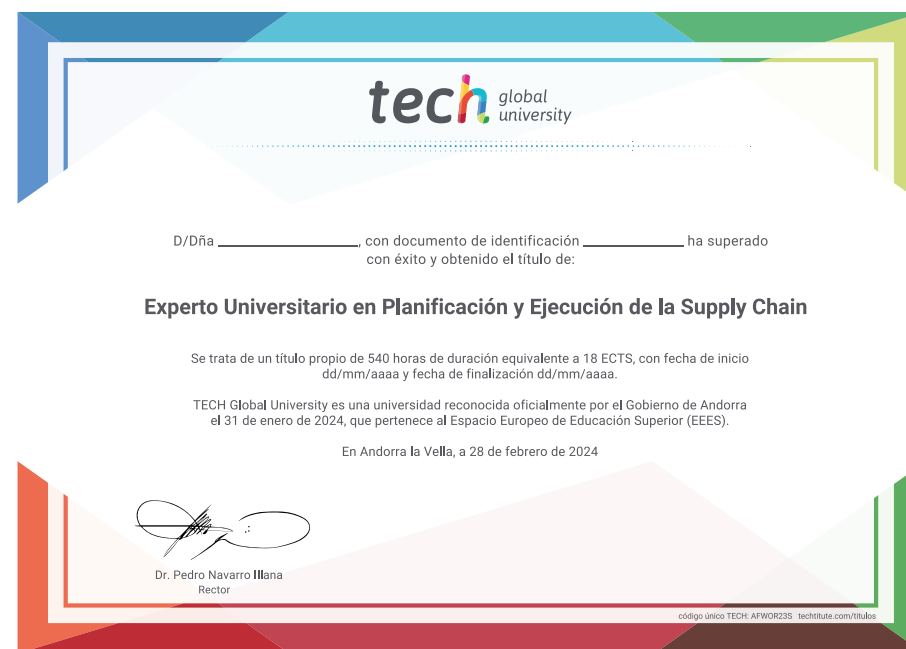 tech global university
D/Dña ____________________, con documento de identificación ______________ ha superado
con éxito y obtenido el título de:
Experto Universitario en Planificación y Ejecución de la Supply Chain
Se trata de un título propio de 540 horas de duración equivalente a 18 ECTS, con fecha de inicio
dd/mm/aaaa y fecha de finalización dd/mm/aaaa.
TECH Global University es una universidad reconocida oficialmente por el Gobierno de Andorra
el 31 de enero de 2024, que pertenece al Espacio Europeo de Educación Superior (EEES).
En Andorra la Vella, a 28 de febrero de 2024
Dr. Pedro Navarro Illana
Rector
código único TECH: AFWOR23S techtitute.com/titulos